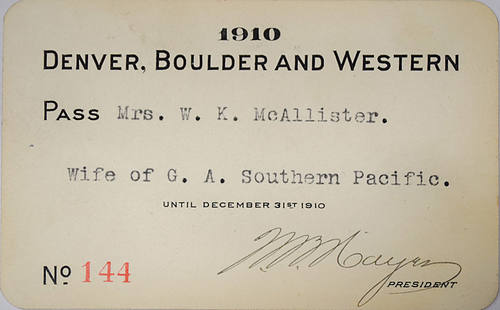 1910
DENVER, BOULDER AND WESTERN
PASS Mrs. W. K. McAllister.
Wife of G. A. Southern Pacific.
UNTIL DECEMBER 31ST 1910
W. B. Hayes
PRESIDENT
No 144